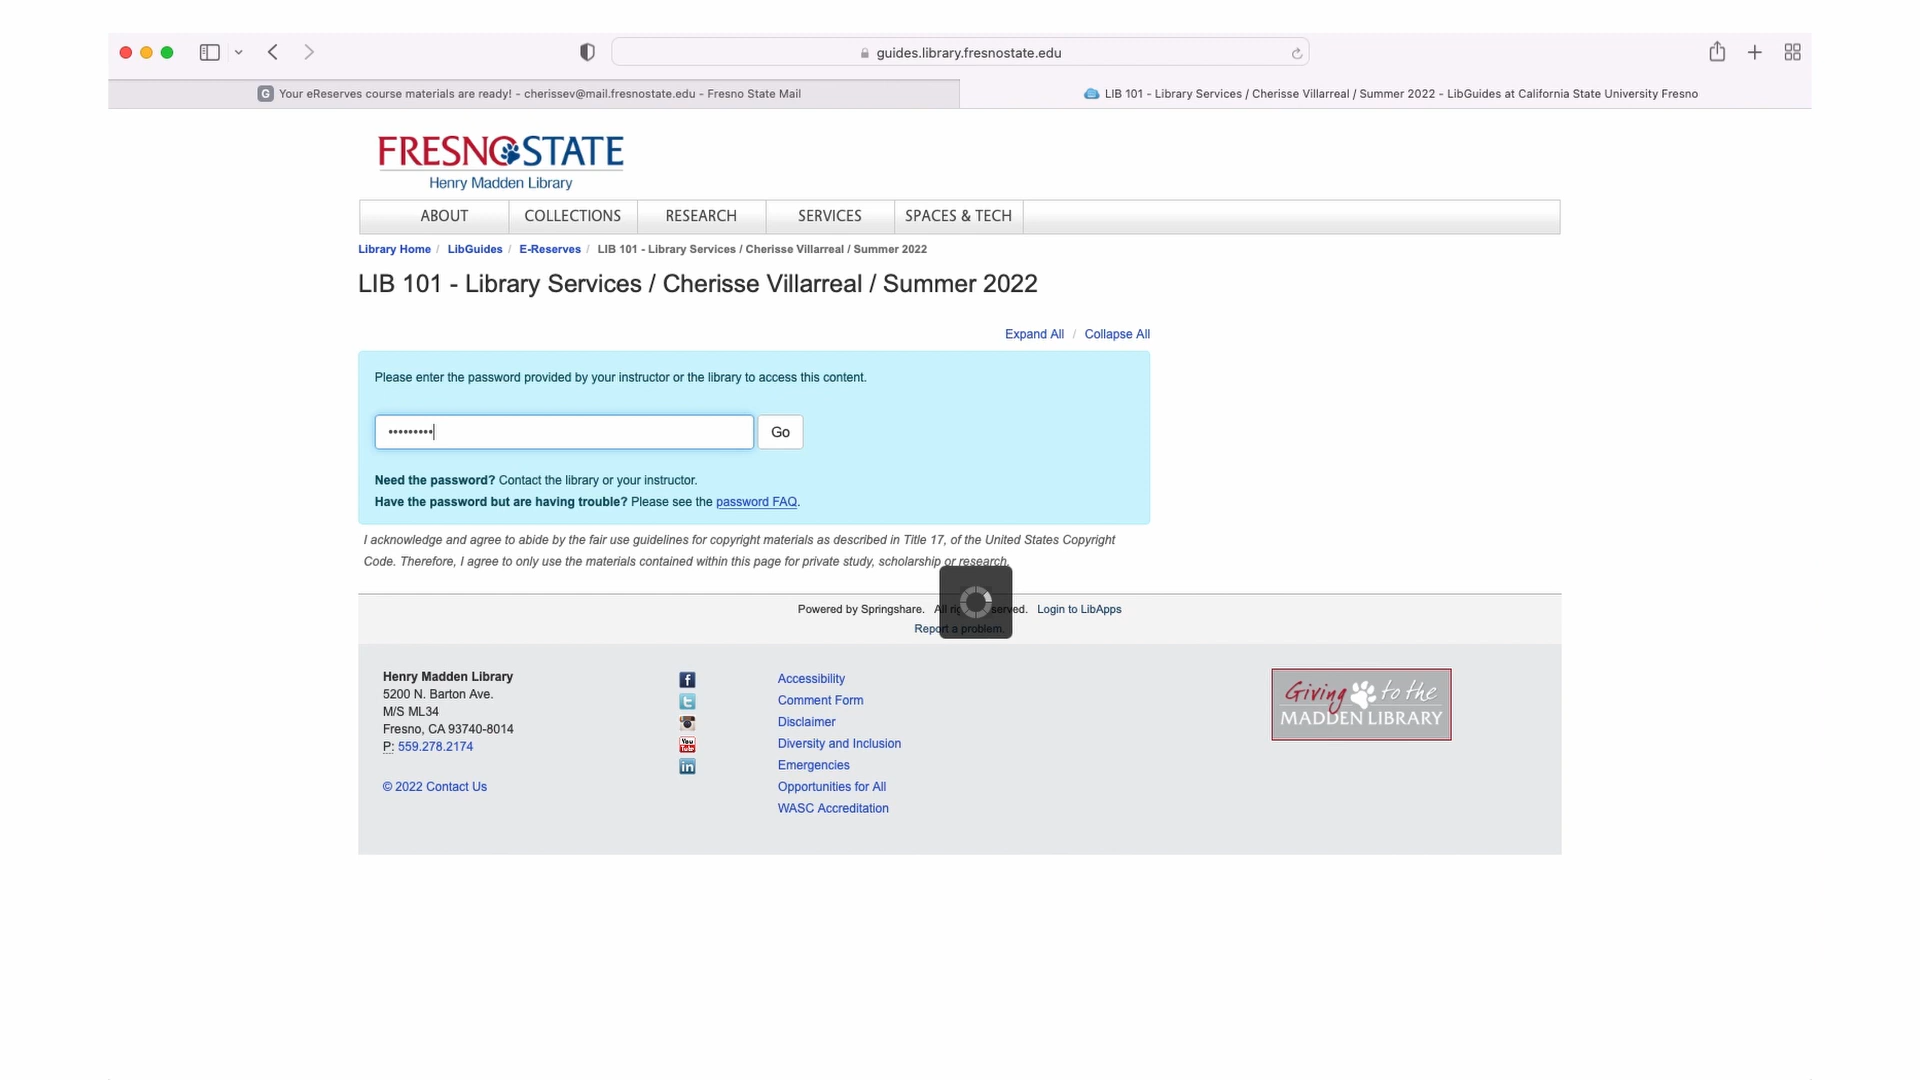 guides.library.fresnostate.edu
G Your eReserves course materials are ready! - cherissev@mail.fresnostate.edu - Fresno State Mail
LIB 101 - Library Services / Cherisse Villarreal / Summer 2022 - LibGuides at California State University Fresno
FRESNO STATE
Henry Madden Library
ABOUT COLLECTIONS RESEARCH SERVICES SPACES & TECH
Library Home / LibGuides / E-Reserves / LIB 101 - Library Services / Cherisse Villarreal / Summer 2022
LIB 101 - Library Services / Cherisse Villarreal / Summer 2022
Expand All / Collapse All
Please enter the password provided by your instructor or the library to access this content.
••••••••• Go
Need the password? Contact the library or your instructor.
Have the password but are having trouble? Please see the password FAQ.
I acknowledge and agree to abide by the fair use guidelines for copyright materials as described in Title 17, of the United States Copyright
Code. Therefore, I agree to only use the materials contained within this page for private study, scholarship or research.
Powered by Springshare. All rights reserved. Login to LibApps
Report a problem.
Henry Madden Library
5200 N. Barton Ave.
M/S ML34
Fresno, CA 93740-8014
P: 559.278.2174
© 2022 Contact Us
f
t
You Tube
in
Accessibility
Comment Form
Disclaimer
Diversity and Inclusion
Emergencies
Opportunities for All
WASC Accreditation
Giving to the
MADDEN LIBRARY